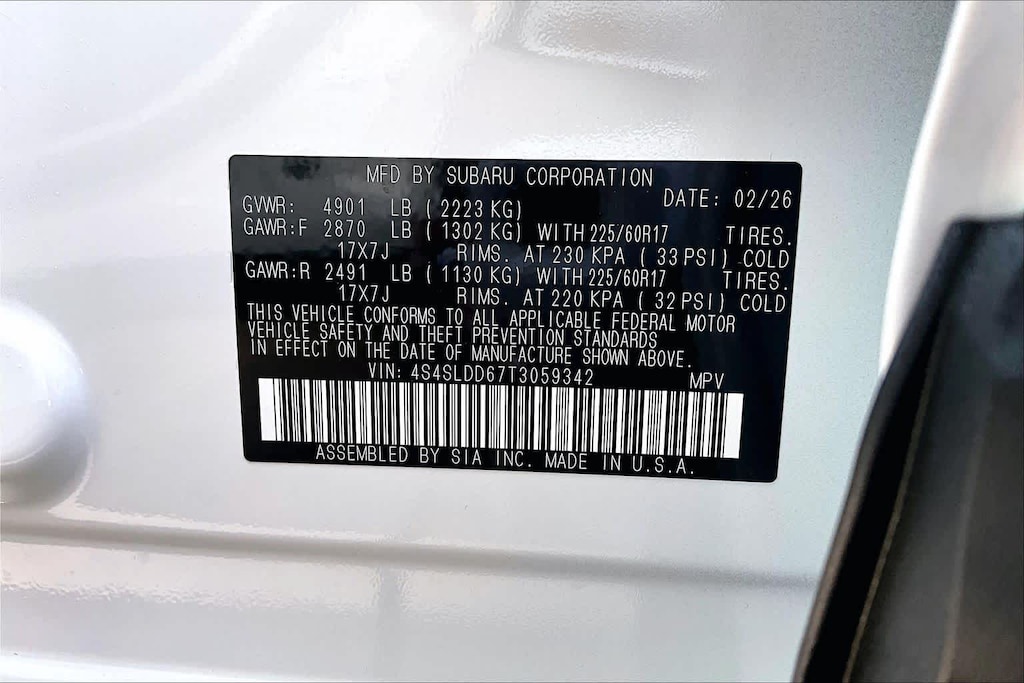 MFD BY SUBARU CORPORATION
DATE: 02/26
GVWR: 4901 LB (2223 KG)
GAWR:F 2870 LB (1302 KG) WITH 225/60R17 TIRES.
17X7J RIMS. AT 230 KPA (33 PSI) COLD
GAWR:R 2491 LB (1130 KG) WITH 225/60R17 TIRES.
17X7J RIMS. AT 220 KPA (32 PSI) COLD
THIS VEHICLE CONFORMS TO ALL APPLICABLE FEDERAL MOTOR
VEHICLE SAFETY AND THEFT PREVENTION STANDARDS
IN EFFECT ON THE DATE OF MANUFACTURE SHOWN ABOVE.
VIN: 4S4SLDD67T3059342 MPV
ASSEMBLED BY SIA INC. MADE IN U.S.A.